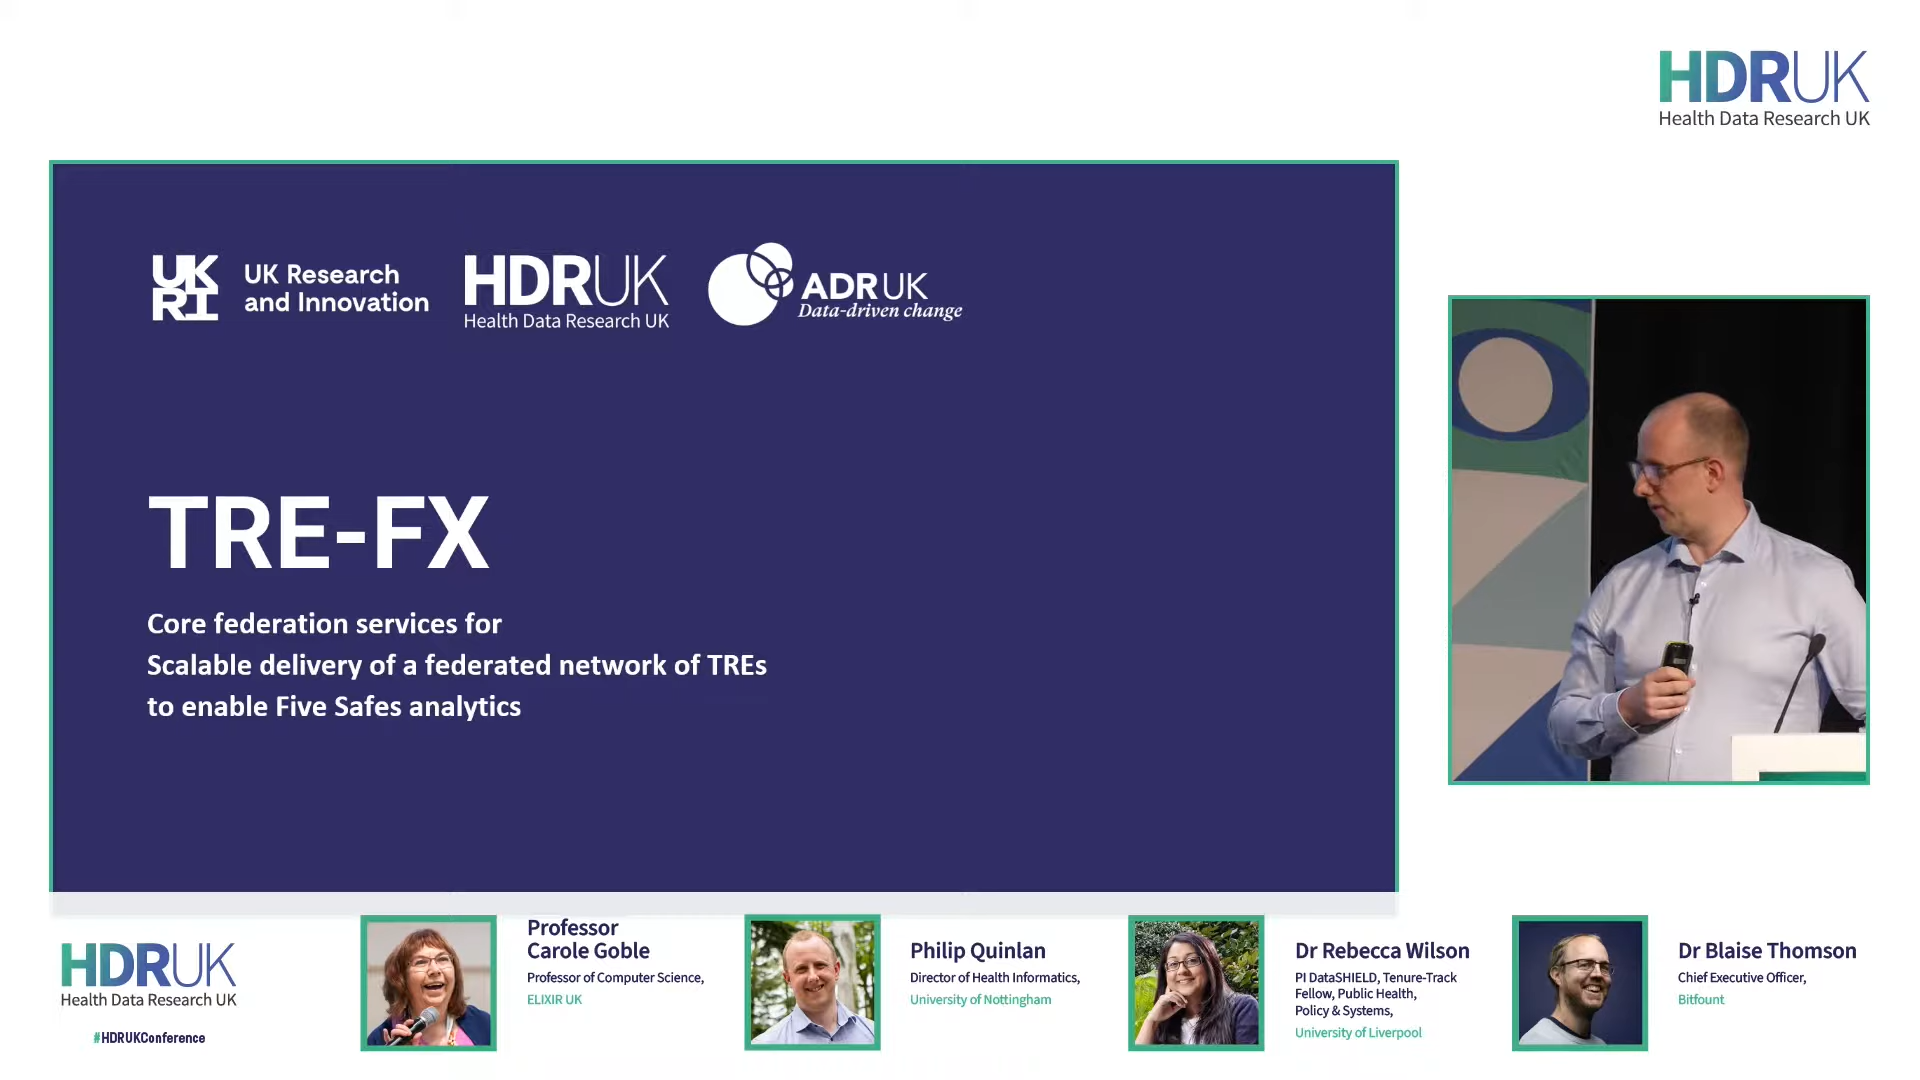 HDRUK
Health Data Research UK
UK
RI
UK Research
and Innovation
HDRUK
Health Data Research UK
ADRUK
Data-driven change
TRE-FX
Core federation services for
Scalable delivery of a federated network of TREs
to enable Five Safes analytics
HDRUK
Health Data Research UK
#HDRUKConference
Professor
Carole Goble
Professor of Computer Science,
ELIXIR UK
Philip Quinlan
Director of Health Informatics,
University of Nottingham
Dr Rebecca Wilson
PI DataSHIELD, Tenure-Track
Fellow, Public Health,
Policy & Systems,
University of Liverpool
Dr Blaise Thomson
Chief Executive Officer,
Bitfount